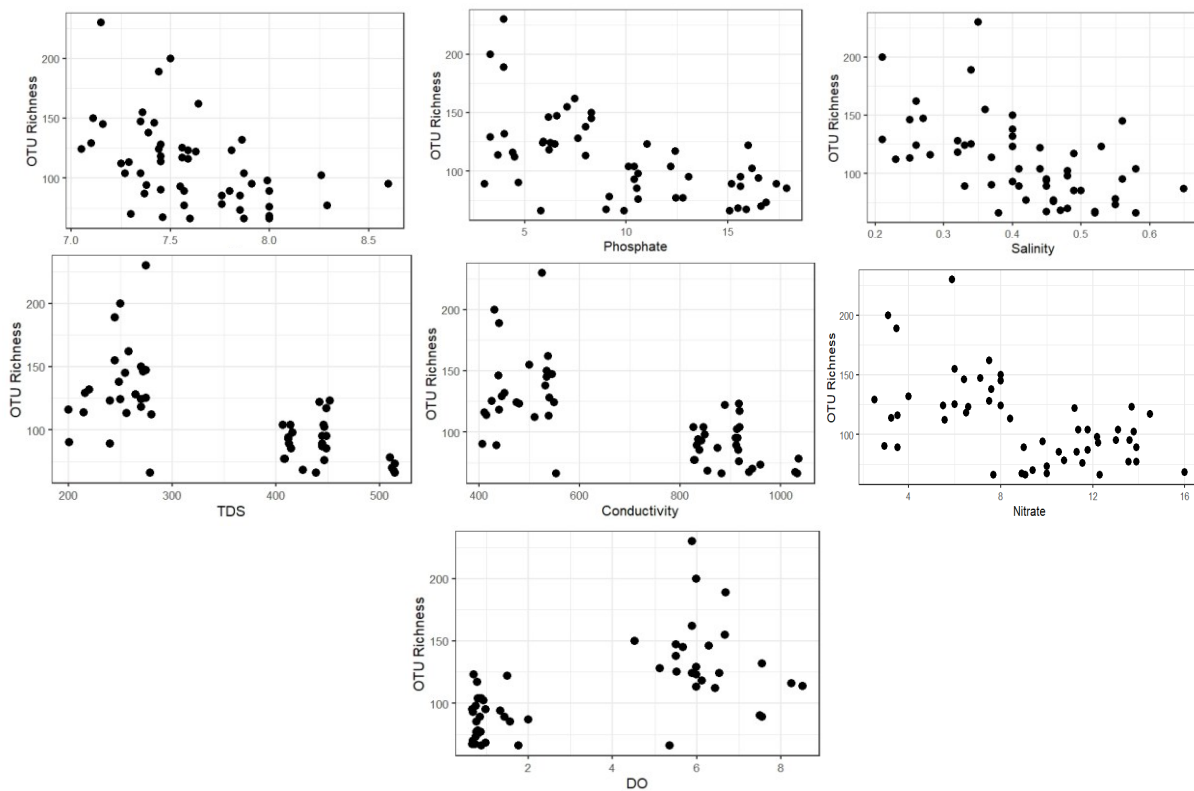 OTU Richness
200
150
100
7.0 7.5 8.0 8.5
OTU Richness
200
150
100
5 10 15
Phosphate
OTU Richness
200
150
100
0.2 0.3 0.4 0.5 0.6
Salinity
OTU Richness
200
150
100
200 300 400 500
TDS
OTU Richness
200
150
100
400 600 800 1000
Conductivity
OTU Richness
200
150
100
4 8 12 16
Nitrate
OTU Richness
200
150
100
2 4 6 8
DO